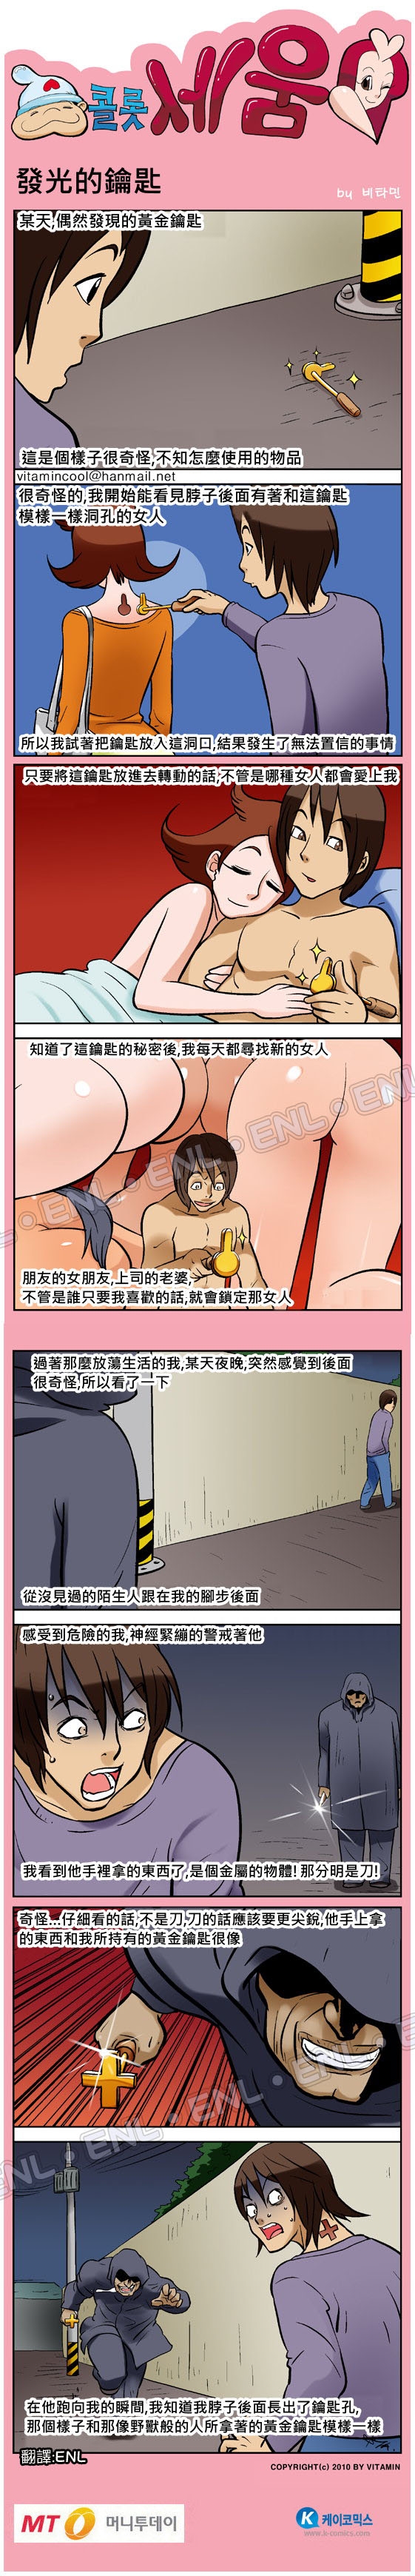 콜롯
세움
發光的鑰匙
by 비타민
某天,偶然發現的黃金鑰匙
這是個樣子很奇怪,不知怎麼使用的物品
vitamincool@hanmail.net
很奇怪的,我開始能看見脖子後面有著和這鑰匙
模樣一樣洞孔的女人
所以我試著把鑰匙放入這洞口,結果發生了無法置信的事情
只要將這鑰匙放進去轉動的話,不管是哪種女人都會愛上我
知道了這鑰匙的秘密後,我每天都尋找新的女人
ENL•ENL•ENL•ENL
朋友的女朋友,上司的老婆,
不管是誰只要我喜歡的話,就會鎖定那女人
過著那麼放蕩生活的我,某天夜晚,突然感覺到後面
很奇怪,所以看了一下
從沒見過的陌生人跟在我的腳步後面
感受到危險的我,神經緊繃的警戒著他
我看到他手裡拿的東西了,是個金屬的物體! 那分明是刀!
奇怪...仔細看的話,不是刀,刀的話應該要更尖銳,他手上拿
的東西和我所持有的黃金鑰匙很像
ENL•ENL•ENL•ENL
在他跑向我的瞬間,我知道我脖子後面長出了鑰匙孔,
那個樣子和那像野獸般的人所拿著的黃金鑰匙模樣一樣
翻譯.ENL
COPYRIGHT(c) 2010 BY VITAMIN
MT 머니투데이
K 케이코믹스
www.k-comics.com